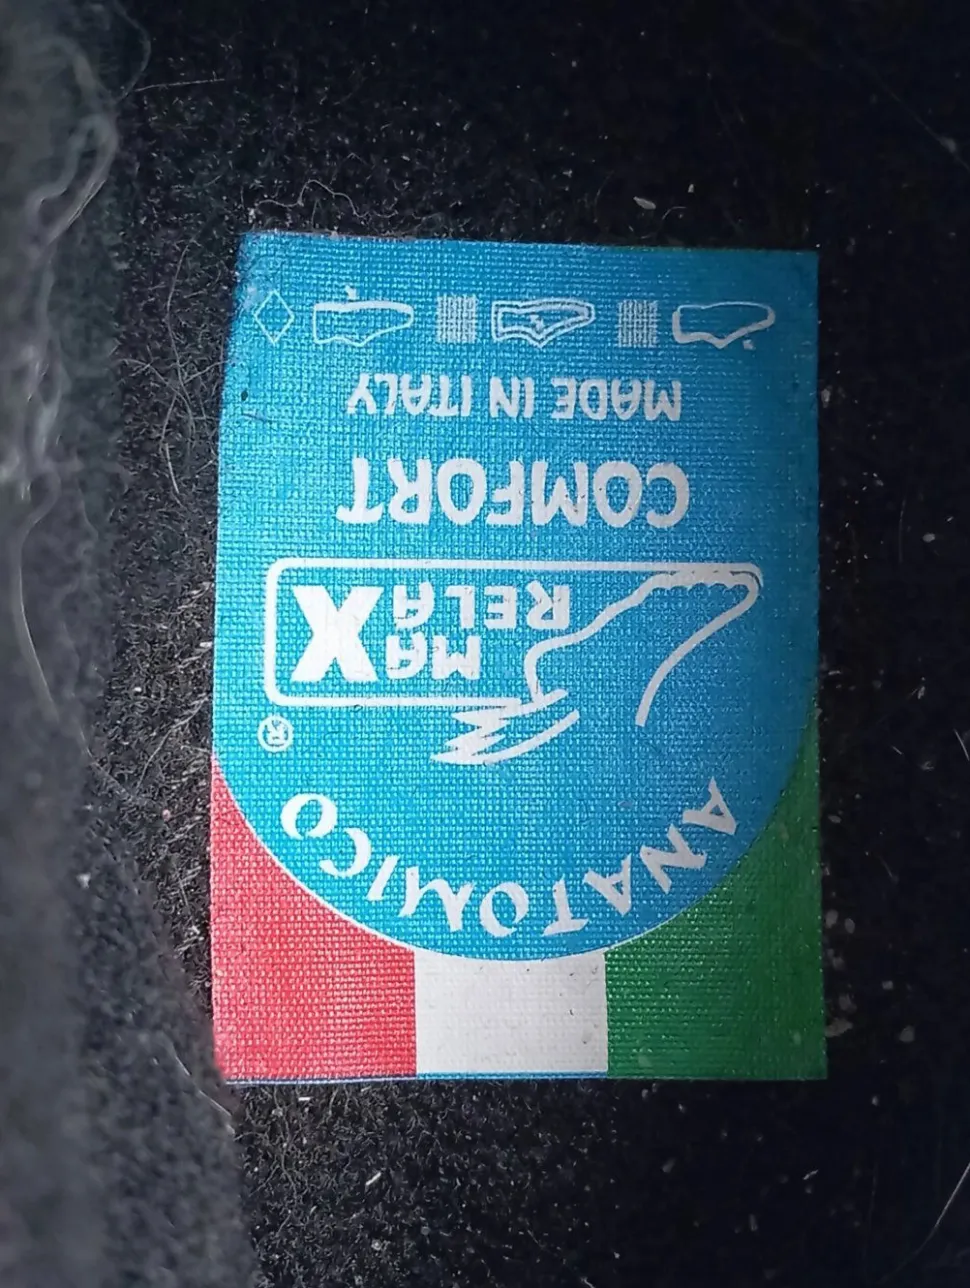 ANATOMICO
®
MAX
RELAX
COMFORT
MADE IN ITALY